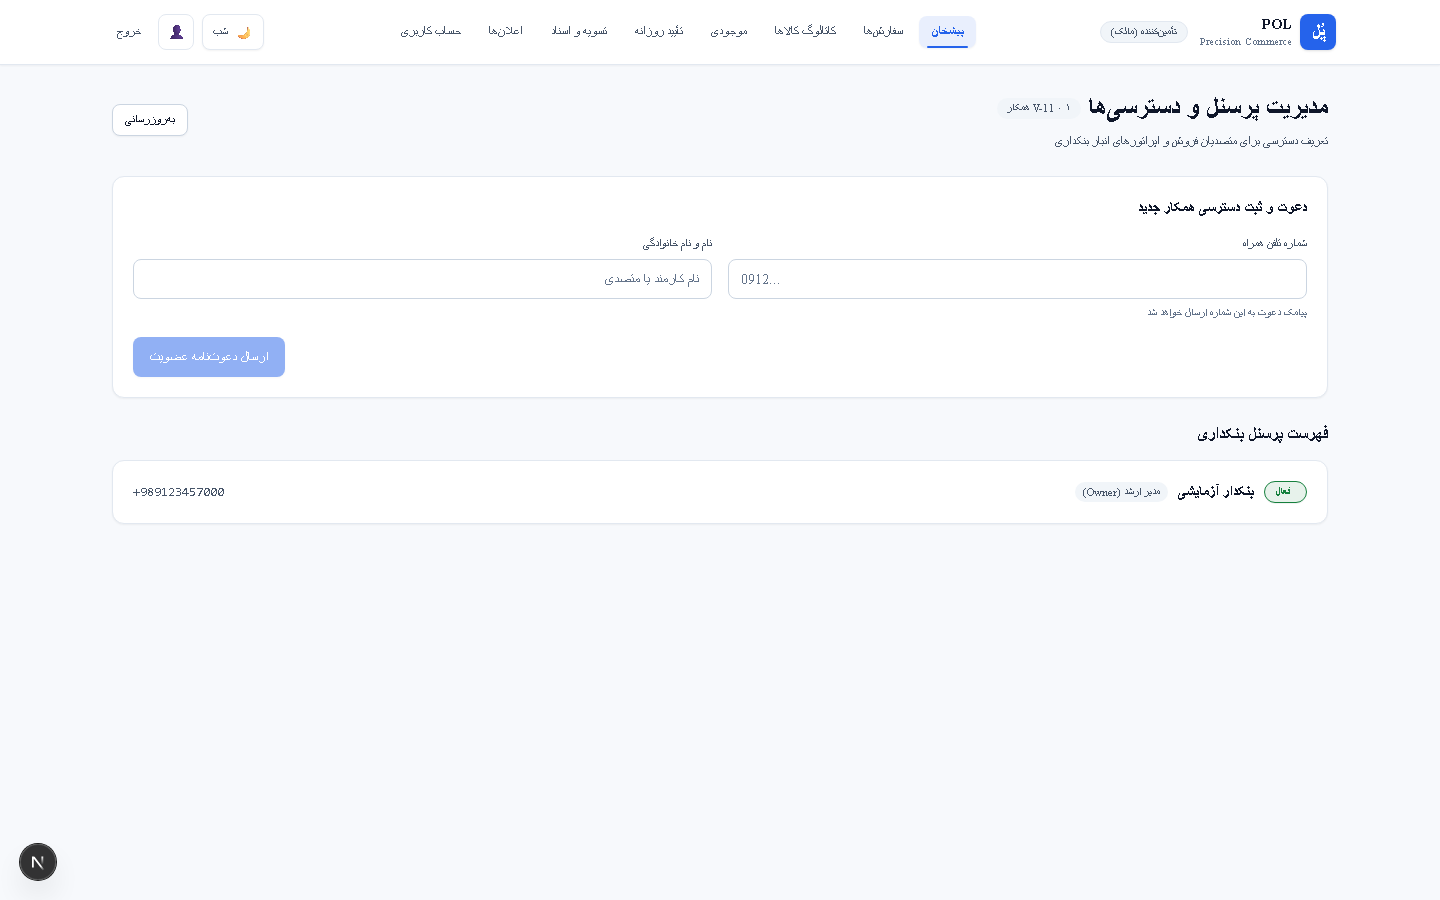 پُل
POL
Precision Commerce
تأمین‌کننده (مالک)
پیشخان
سفارش‌ها
کاتالوگ کالاها
موجودی
تأیید روزانه
تسویه و اسناد
اعلان‌ها
حساب کاربری
🌙 شب
👤
خروج
مدیریت پرسنل و دسترسی‌ها
V-11 · ۱ همکار
تعریف دسترسی برای متصدیان فروش و اپراتورهای انبار بنکداری
به‌روزرسانی
دعوت و ثبت دسترسی همکار جدید
شماره تلفن همراه
نام و نام خانوادگی
0912...
نام کارمند یا متصدی
پیامک دعوت به این شماره ارسال خواهد شد
ارسال دعوت‌نامه عضویت
فهرست پرسنل بنکداری
فعال
بنکدار آزمایشی
مدیر ارشد (Owner)
+989123457000
N